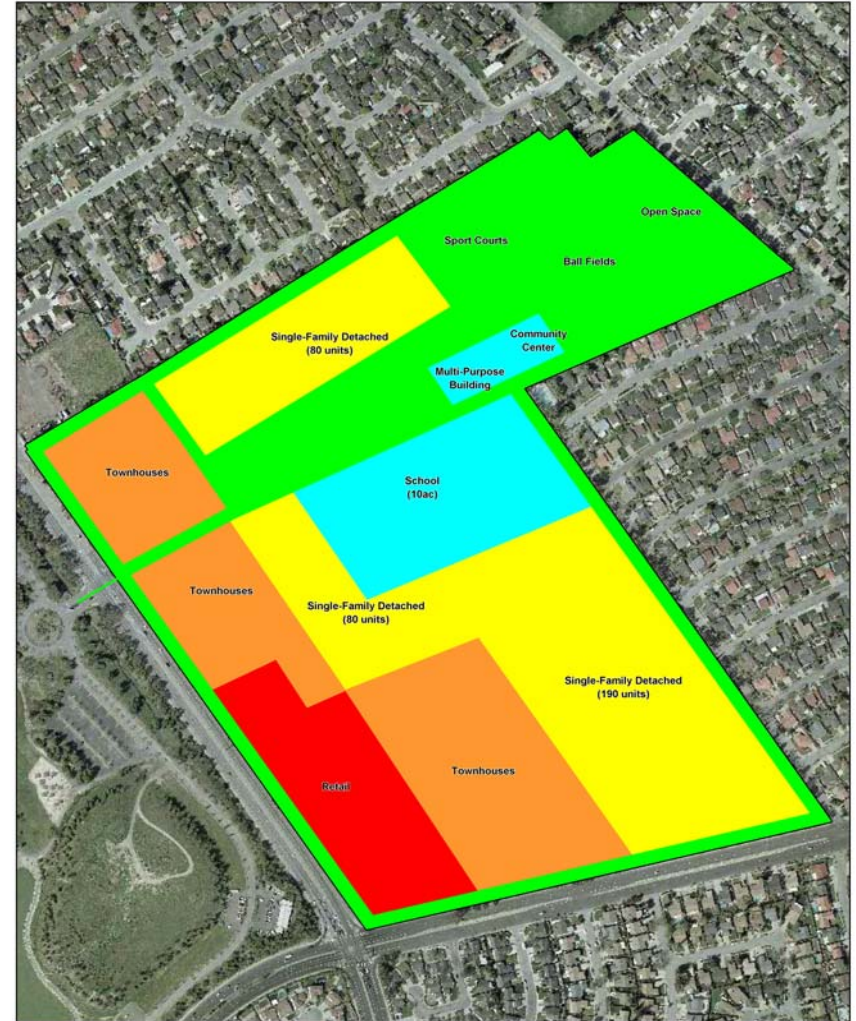 Open Space
Sport Courts
Ball Fields
Single-Family Detached
(80 units)
Community
Center
Multi-Purpose
Building
Townhouses
School
(10ac)
Townhouses
Single-Family Detached
(80 units)
Single-Family Detached
(190 units)
Townhouses
Retail